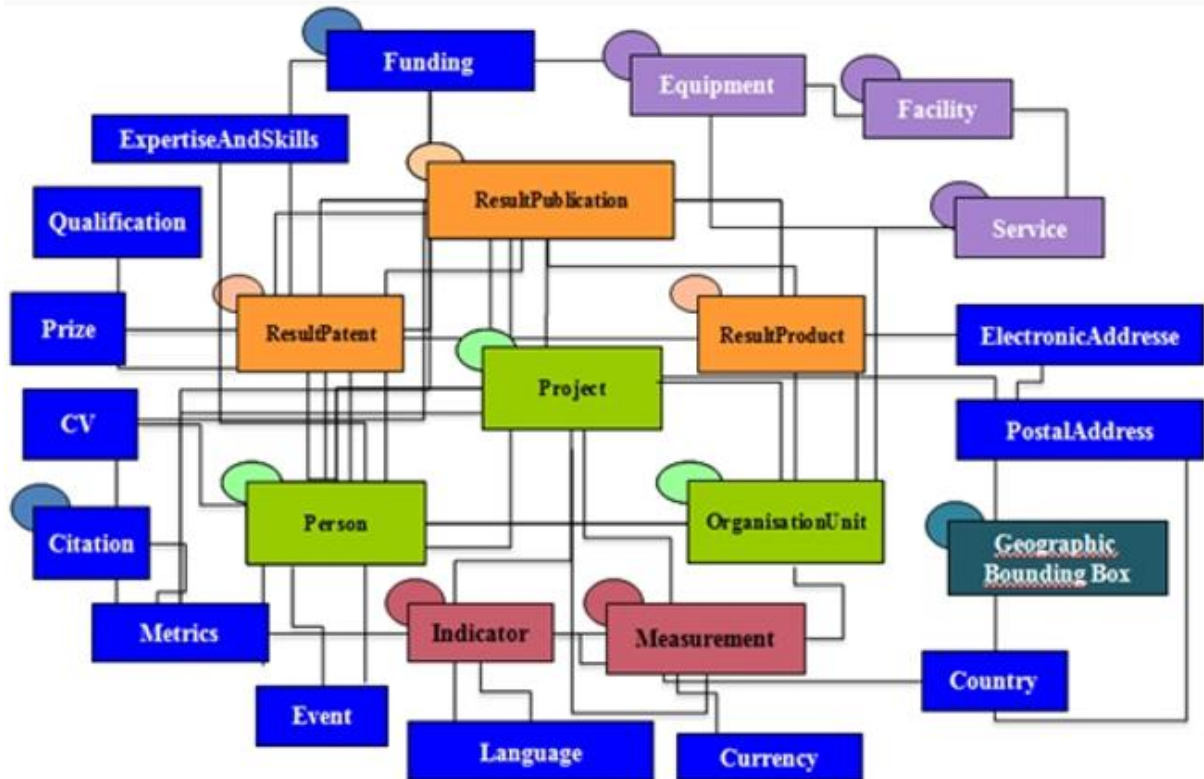 Funding
Equipment
Facility
ExpertiseAndSkills
ResultPublication
Qualification
Service
Prize
ResultPatent
ResultProduct
ElectronicAddresse
Project
CV
PostalAddress
Person
OrganisationUnit
Citation
Geographic
Bounding Box
Metrics
Indicator
Measurement
Country
Event
Language
Currency